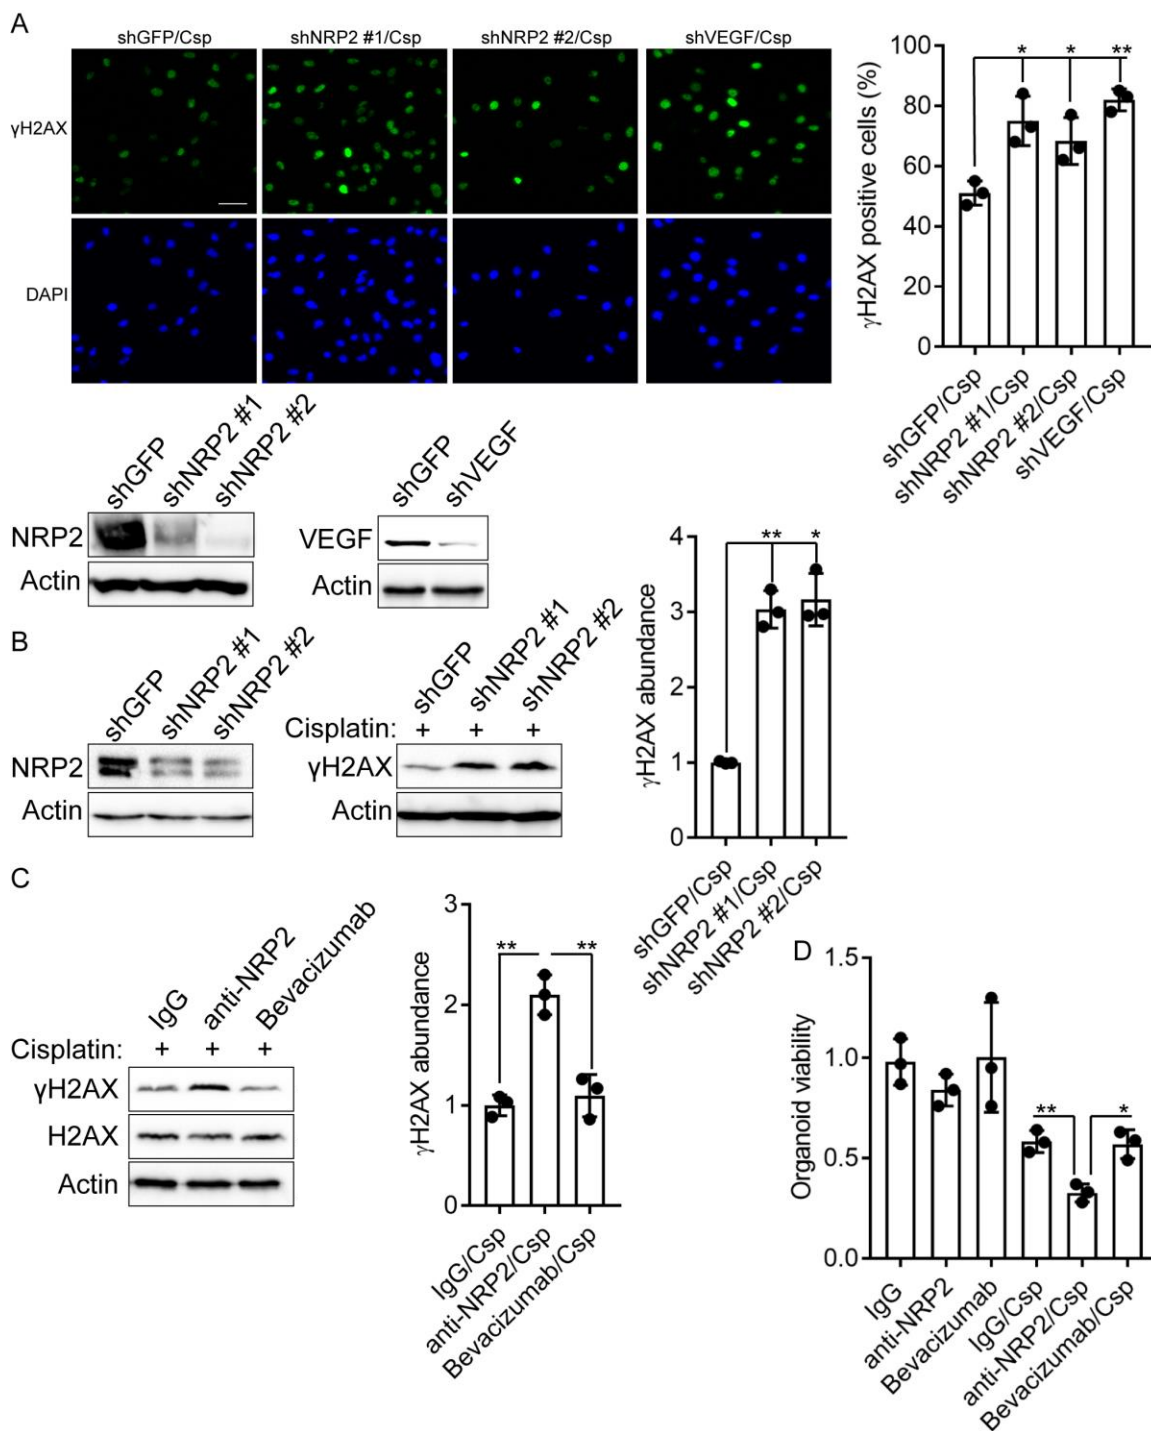 A
shGFP/Csp shNRP2 #1/Csp shNRP2 #2/Csp shVEGF/Csp
γH2AX
DAPI
γH2AX positive cells (%)
100
80
60
40
20
0
* * **
shGFP/Csp
shNRP2 #1/Csp
shNRP2 #2/Csp
shVEGF/Csp
shGFP
shNRP2 #1
shNRP2 #2
NRP2
Actin
shGFP
shVEGF
VEGF
Actin
B
shGFP
shNRP2 #1
shNRP2 #2
NRP2
Actin
shGFP
shNRP2 #1
shNRP2 #2
Cisplatin: + + +
γH2AX
Actin
γH2AX abundance
4
3
2
1
0
** *
shGFP/Csp
shNRP2 #1/Csp
shNRP2 #2/Csp
C
IgG
anti-NRP2
Bevacizumab
Cisplatin: + + +
γH2AX
H2AX
Actin
γH2AX abundance
3
2
1
0
** **
IgG/Csp
anti-NRP2/Csp
Bevacizumab/Csp
D
Organoid viability
1.5
1.0
0.5
0.0
** *
IgG
anti-NRP2
Bevacizumab
IgG/Csp
anti-NRP2/Csp
Bevacizumab/Csp